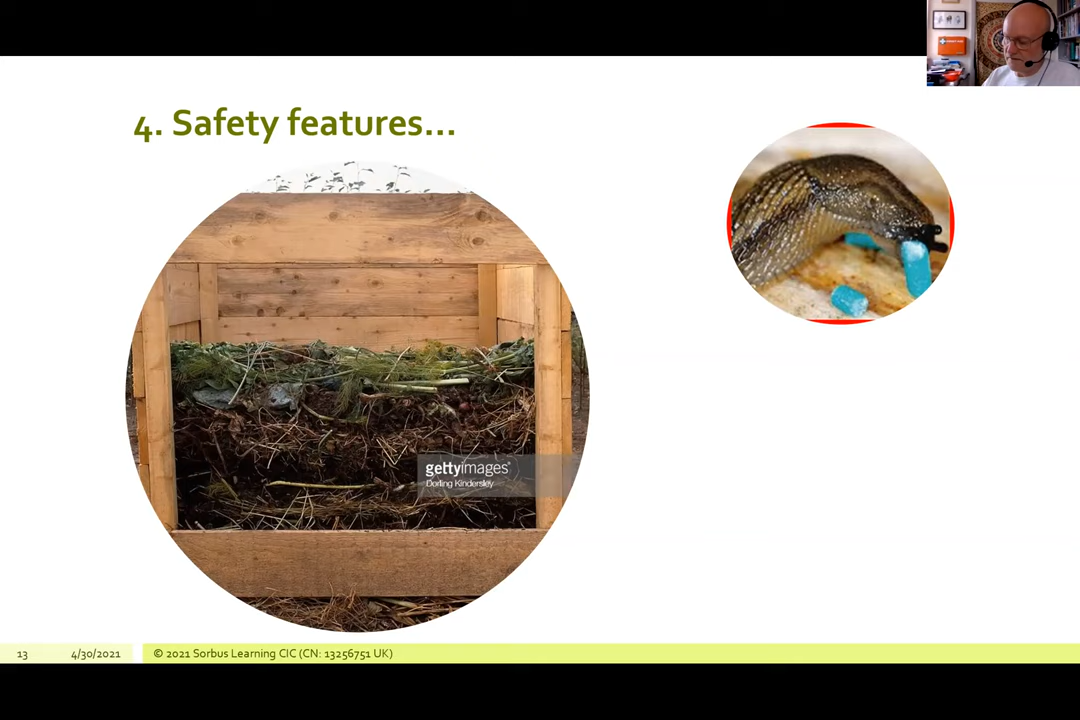 4. Safety features...
gettyimages®
Dorling Kindersley
13
4/30/2021
© 2021 Sorbus Learning CIC (CN: 13256751 UK)